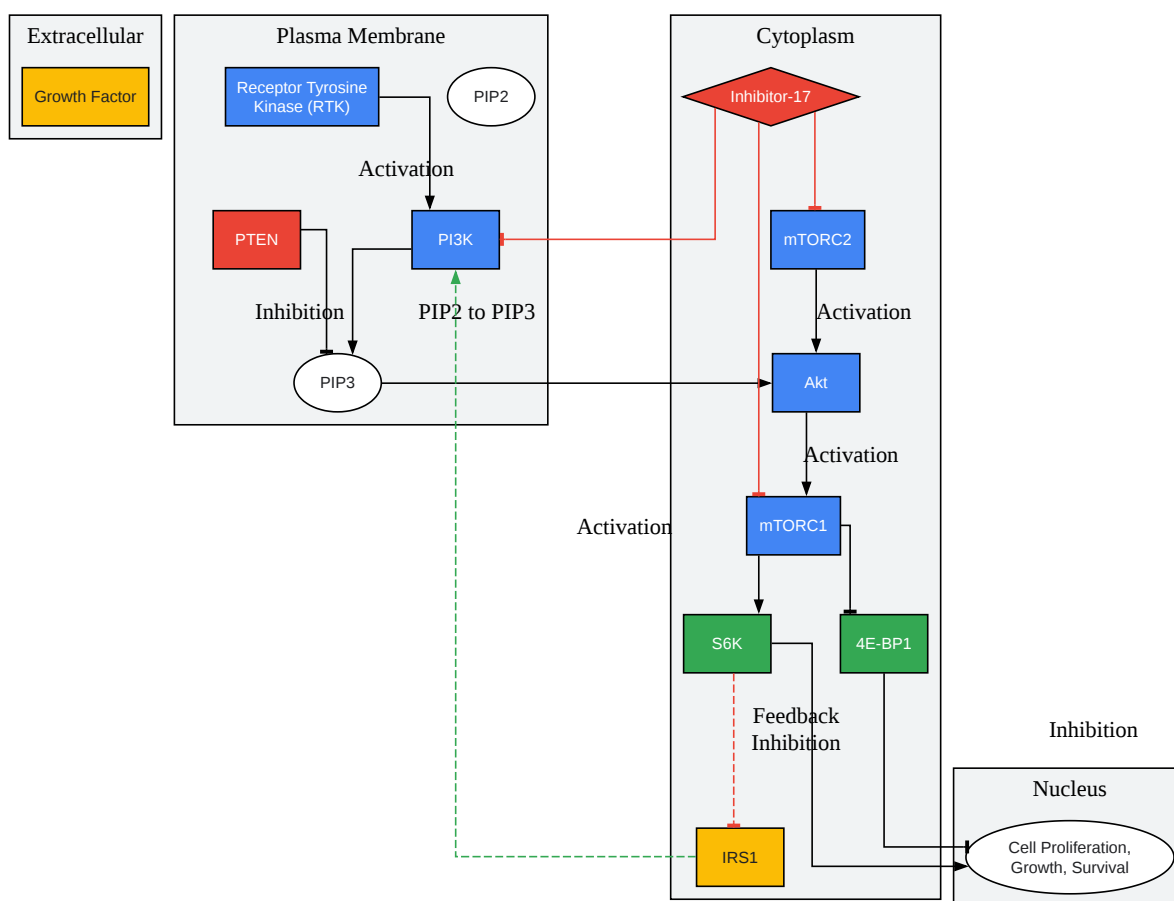 Extracellular
Plasma Membrane
Cytoplasm
Growth Factor
Receptor Tyrosine
Kinase (RTK)
PIP2
Inhibitor-17
Activation
PTEN
PI3K
mTORC2
Inhibition
PIP2 to PIP3
Activation
PIP3
Akt
Activation
Activation
mTORC1
S6K
4E-BP1
Feedback
Inhibition
Inhibition
Nucleus
IRS1
Cell Proliferation,
Growth, Survival